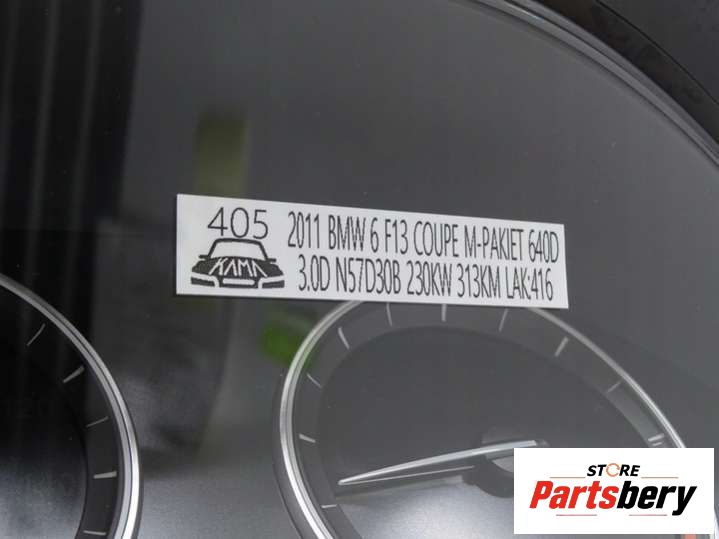 405
KAMA
2011 BMW 6 F13 COUPE M-PAKIET 640D
3.0D N57D30B 230KW 313KM LAK:416
STORE
Partsbery